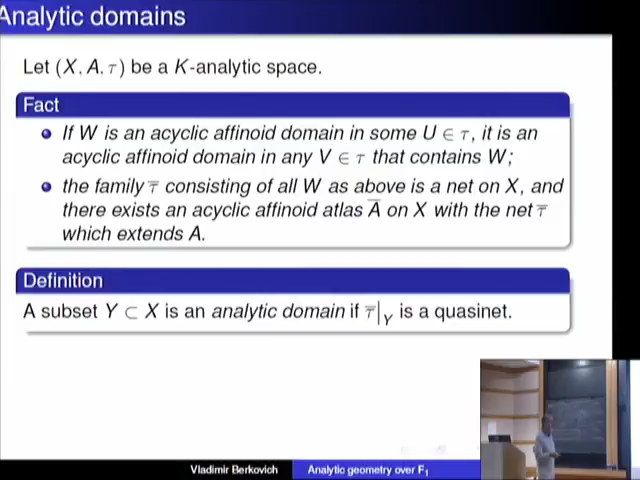 Analytic domains
Let (X, A, τ) be a K-analytic space.
Fact
If W is an acyclic affinoid domain in some U ∈ τ, it is an
acyclic affinoid domain in any V ∈ τ that contains W;
the family τ̅ consisting of all W as above is a net on X, and
there exists an acyclic affinoid atlas A̅ on X with the net τ̅
which extends A.
Definition
A subset Y ⊂ X is an analytic domain if τ̅|_Y is a quasinet.
Vladimir Berkovich
Analytic geometry over F₁